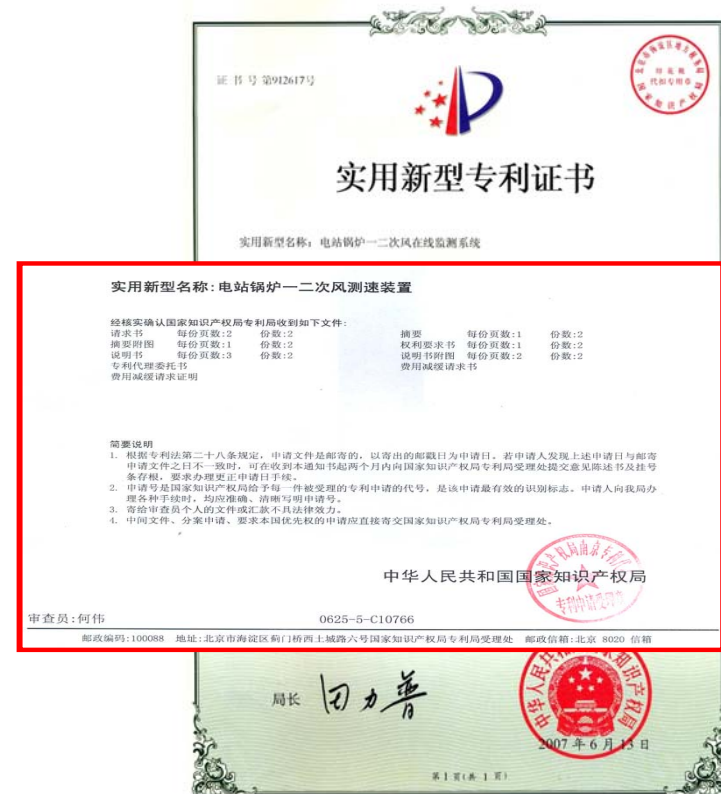 证书号 第912617号
实用新型专利证书
实用新型名称：电站锅炉一二次风在线监测系统
实用新型名称:电站锅炉一二次风测速装置
经核实确认国家知识产权局专利局收到如下文件:
请求书 每份页数:2 份数:2 摘要 每份页数:1 份数:2
摘要附图 每份页数:1 份数:2 权利要求书 每份页数:1 份数:2
说明书 每份页数:3 份数:2 说明书附图 每份页数:2 份数:2
专利代理委托书 费用减缓请求书
费用减缓请求证明
简要说明
1. 根据专利法第二十八条规定，申请文件是邮寄的，以寄出的邮戳日为申请日。若申请人发现上述申请日与邮寄
申请文件之日不一致时，可在收到本通知书起两个月内向国家知识产权局专利局受理处提交意见陈述书及挂号
条存根，要求办理更正申请日手续。
2. 申请号是国家知识产权局给予每一件被受理的专利申请的代号，是该申请最有效的识别标志。申请人向我局办
理各种手续时，均应准确、清晰写明申请号。
3. 寄给审查员个人的文件或汇款不具法律效力。
4. 中间文件、分案申请、要求本国优先权的申请应直接寄交国家知识产权局专利局受理处。
中华人民共和国国家知识产权局
审查员:何伟 0625-5-C10766
邮政编码:100088 地址:北京市海淀区蓟门桥西土城路六号国家知识产权局专利局受理处 邮政信箱:北京 8020 信箱
局长 田力普
2007年6月13日
第1页(共 1 页)